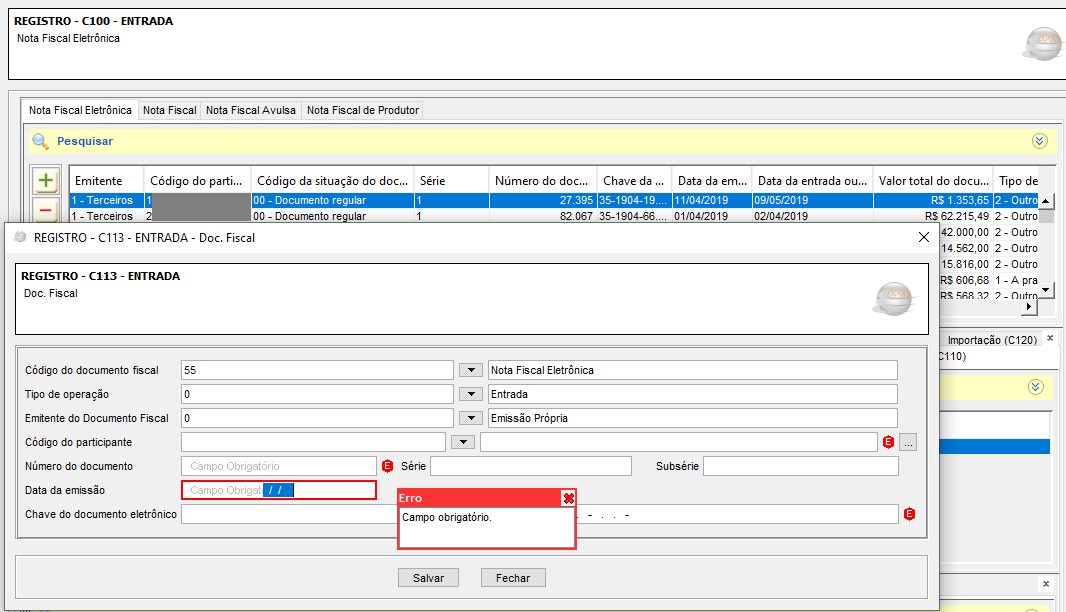 REGISTRO - C100 - ENTRADA
Nota Fiscal Eletrônica
Nota Fiscal Eletrônica Nota Fiscal Nota Fiscal Avulsa Nota Fiscal de Produtor
Pesquisar
Emitente Código do parti... Código da situação do doc... Série Número do doc... Chave da ... Data da em... Data da entrada ou... Valor total do docu... Tipo de
1 - Terceiros 1 00 - Documento regular 1 27.395 35-1904-19.... 11/04/2019 09/05/2019 R$ 1.353,65 2 - Outro
1 - Terceiros 2 00 - Documento regular 1 82.067 35-1904-66.... 01/04/2019 02/04/2019 R$ 62.215,49 2 - Outro
42.000,00 2 - Outro
14.562,00 2 - Outro
15.816,00 2 - Outro
R$ 606,68 1 - A pra
R$ 568,32 2 - Outro
REGISTRO - C113 - ENTRADA - Doc. Fiscal
REGISTRO - C113 - ENTRADA
Doc. Fiscal
Importação (C120)
C110)
Código do documento fiscal 55 Nota Fiscal Eletrônica
Tipo de operação 0 Entrada
Emitente do Documento Fiscal 0 Emissão Própria
Código do participante E ...
Número do documento Campo Obrigatório E Série Subsérie
Data da emissão Campo Obrigat / /
Erro
Chave do documento eletrônico - . . - E
Campo obrigatório.
Salvar Fechar